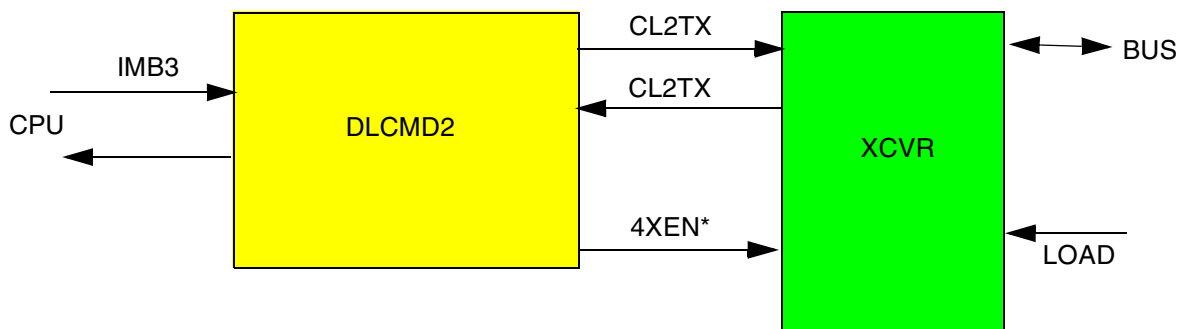 CL2TX
BUS
IMB3
CL2TX
CPU
DLCMD2
XCVR
4XEN*
LOAD